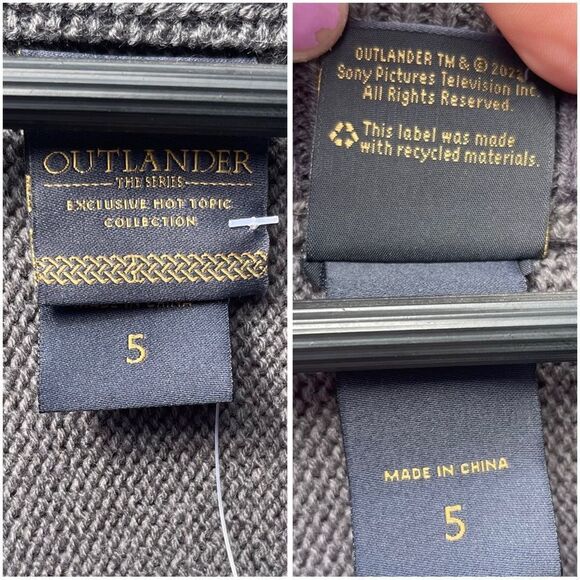 OUTLANDER
THE SERIES
EXCLUSIVE HOT TOPIC
COLLECTION
5
OUTLANDER TM & ©
Sony Pictures Television Inc.
All Rights Reserved.
This label was made
with recycled materials.
MADE IN CHINA
5